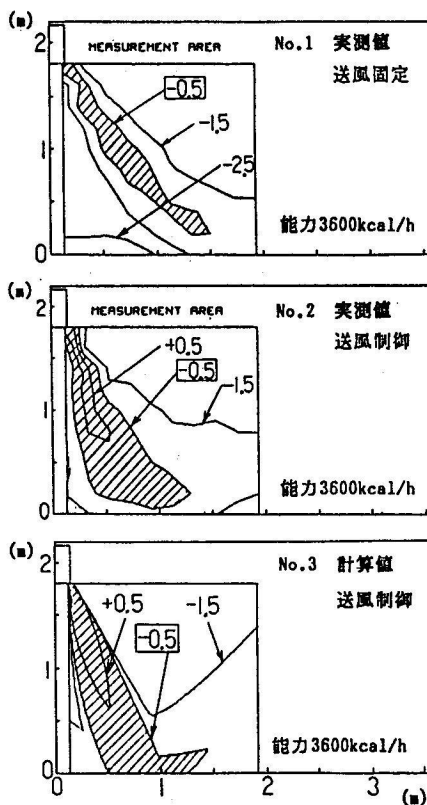 (m)
2
MEASUREMENT AREA
No.1 実測値
送風固定
-0.5
-1.5
1
-2.5
0
能力3600kcal/h
(m)
2
MEASUREMENT AREA
No.2 実測値
送風制御
+0.5
-0.5
-1.5
1
0
能力3600kcal/h
(m)
2
No.3 計算値
送風制御
+0.5
-1.5
-0.5
1
能力3600kcal/h
0
0 1 2 3
(m)